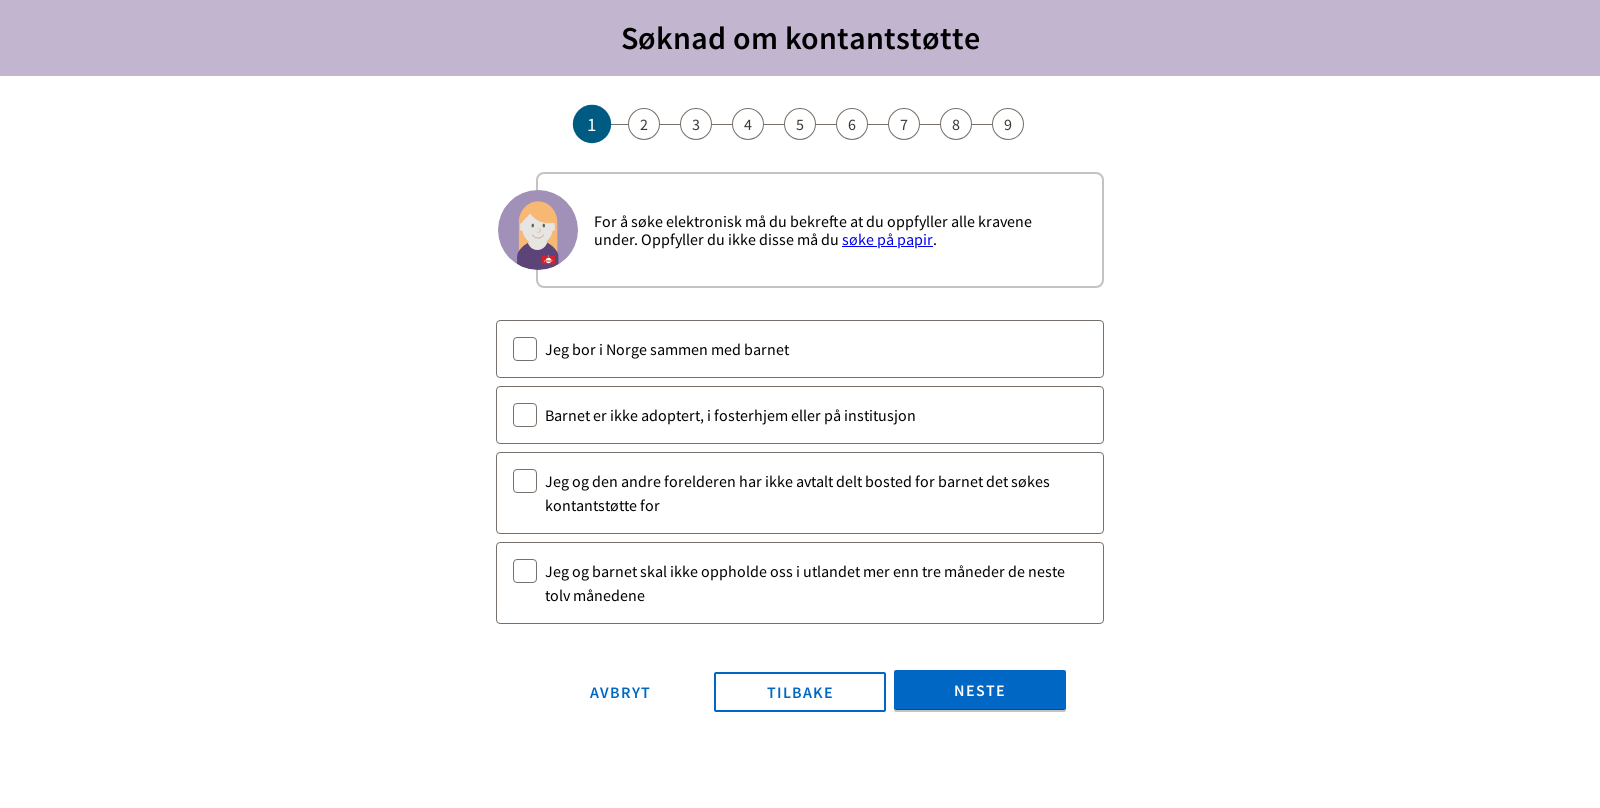 Søknad om kontantstøtte
1 2 3 4 5 6 7 8 9
For å søke elektronisk må du bekrefte at du oppfyller alle kravene
under. Oppfyller du ikke disse må du søke på papir.
Jeg bor i Norge sammen med barnet
Barnet er ikke adoptert, i fosterhjem eller på institusjon
Jeg og den andre forelderen har ikke avtalt delt bosted for barnet det søkes
kontantstøtte for
Jeg og barnet skal ikke oppholde oss i utlandet mer enn tre måneder de neste
tolv månedene
AVBRYT TILBAKE NESTE